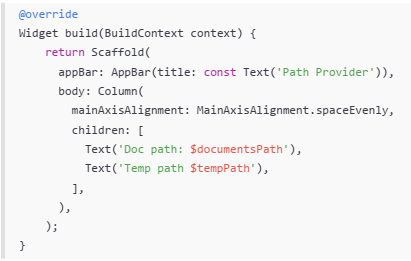 @override
Widget build(BuildContext context) {
    return Scaffold(
      appBar: AppBar(title: const Text('Path Provider')),
      body: Column(
        mainAxisAlignment: MainAxisAlignment.spaceEvenly,
        children: [
          Text('Doc path: $documentsPath'),
          Text('Temp path $tempPath'),
        ],
      ),
    );
}